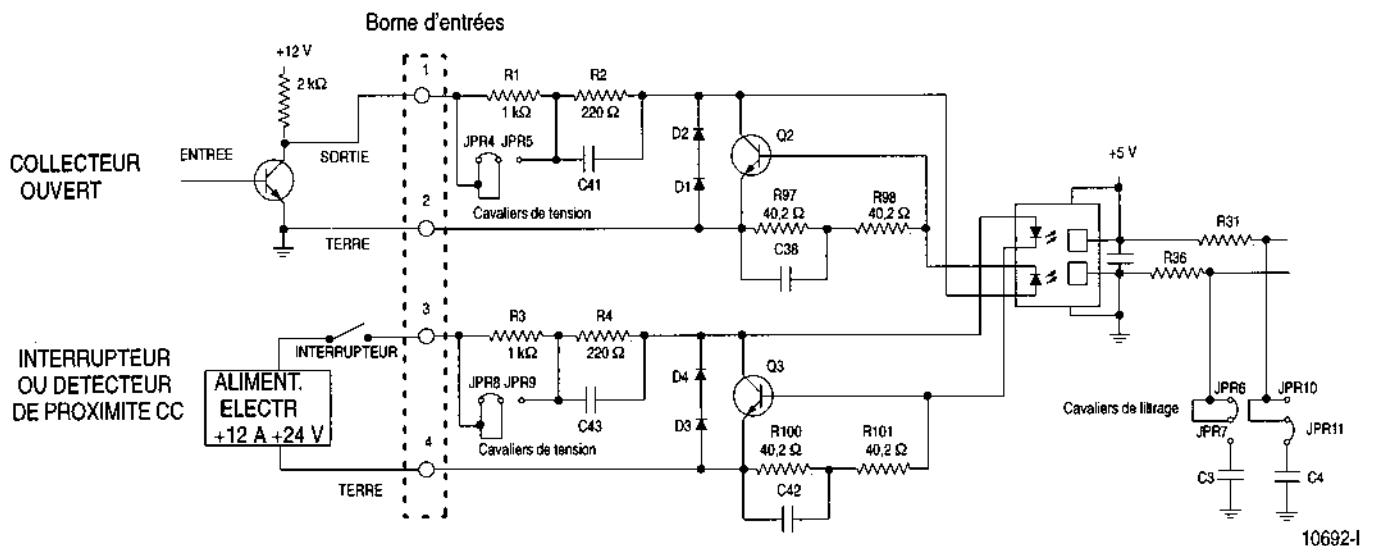 Borne d'entrées
+12 V
2 kΩ
1
R1
R2
1 kΩ
220 Ω
JPR4 JPR5
C41
D2
D1
Q2
COLLECTEUR
OUVERT
ENTREE
SORTIE
2
Cavaliers de tension
TERRE
R97
40,2 Ω
R98
40,2 Ω
C38
+5 V
R31
R36
3
R3
R4
INTERRUPTEUR
1 kΩ
220 Ω
JPR8 JPR9
C43
D4
D3
Q3
INTERRUPTEUR
OU DETECTEUR
DE PROXIMITE CC
ALIMENT.
ELECTR
+12 A +24 V
4
Cavaliers de tension
TERRE
R100
40,2 Ω
R101
40,2 Ω
C42
Cavaliers de filtrage
JPR6
JPR10
JPR7
JPR11
C3
C4
10692-I